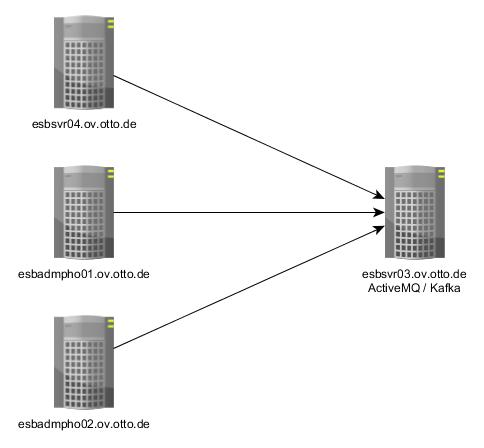 esbsvr04.ov.otto.de
esbadmpho01.ov.otto.de
esbsvr03.ov.otto.de
ActiveMQ / Kafka
esbadmpho02.ov.otto.de